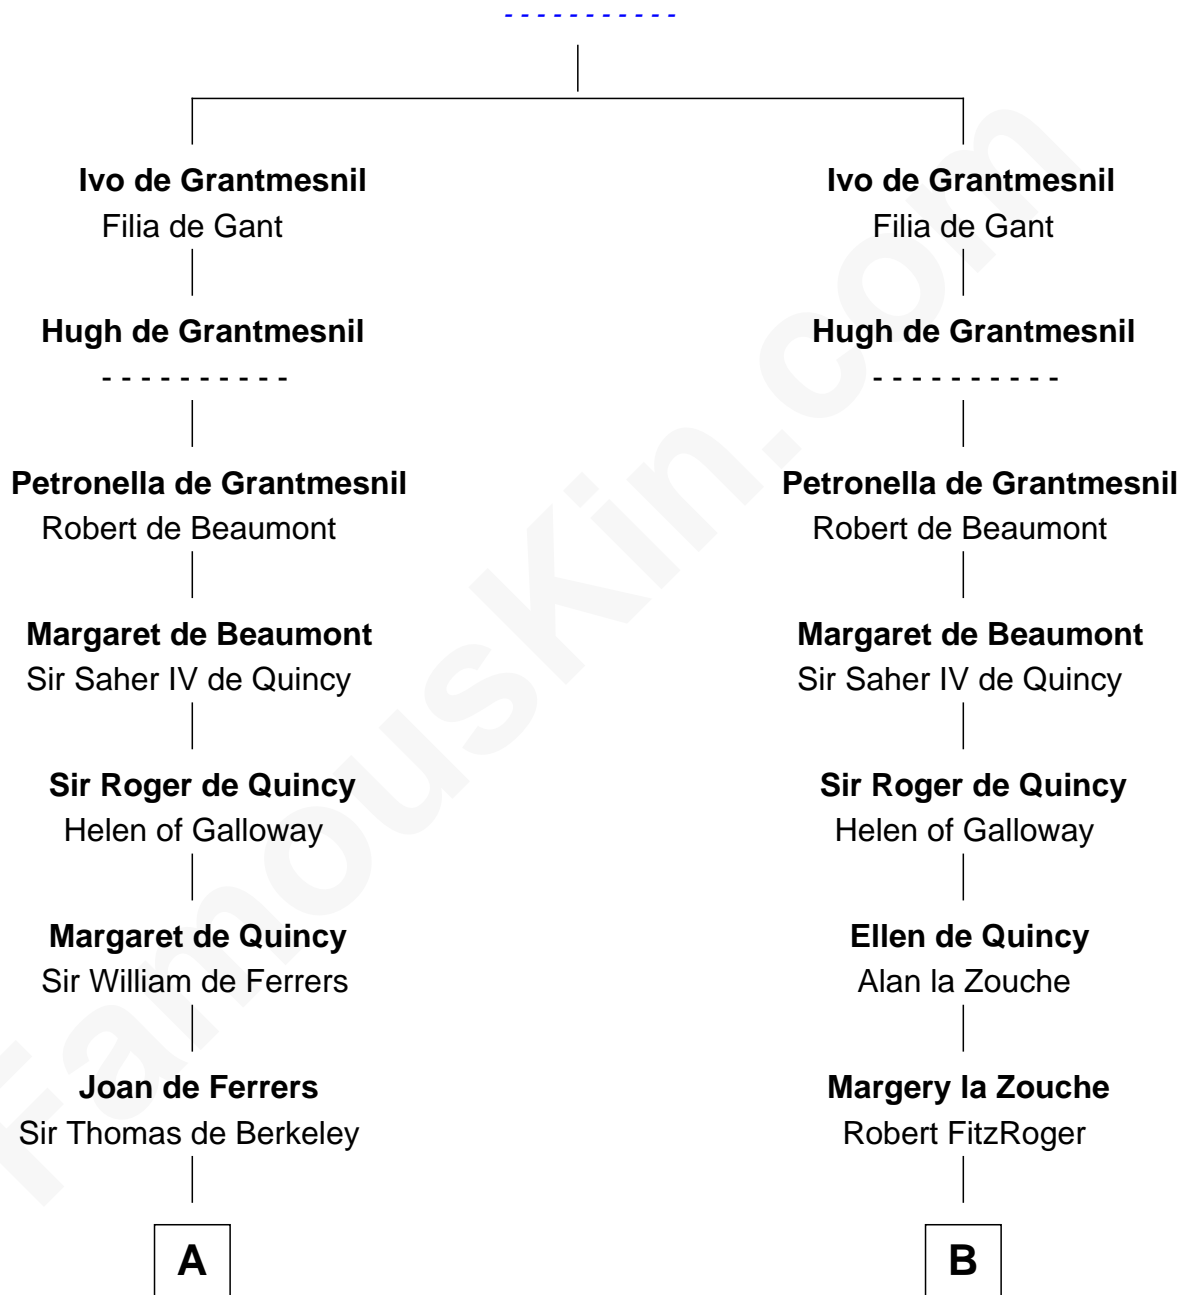 - - - - - - - - - - -
Ivo de Grantmesnil
Filia de Gant
Hugh de Grantmesnil
- - - - - - - - - -
Petronella de Grantmesnil
Robert de Beaumont
Margaret de Beaumont
Sir Saher IV de Quincy
Sir Roger de Quincy
Helen of Galloway
Margaret de Quincy
Sir William de Ferrers
Joan de Ferrers
Sir Thomas de Berkeley
A
Ivo de Grantmesnil
Filia de Gant
Hugh de Grantmesnil
- - - - - - - - - -
Petronella de Grantmesnil
Robert de Beaumont
Margaret de Beaumont
Sir Saher IV de Quincy
Sir Roger de Quincy
Helen of Galloway
Ellen de Quincy
Alan la Zouche
Margery la Zouche
Robert FitzRoger
B
FamousKin.com